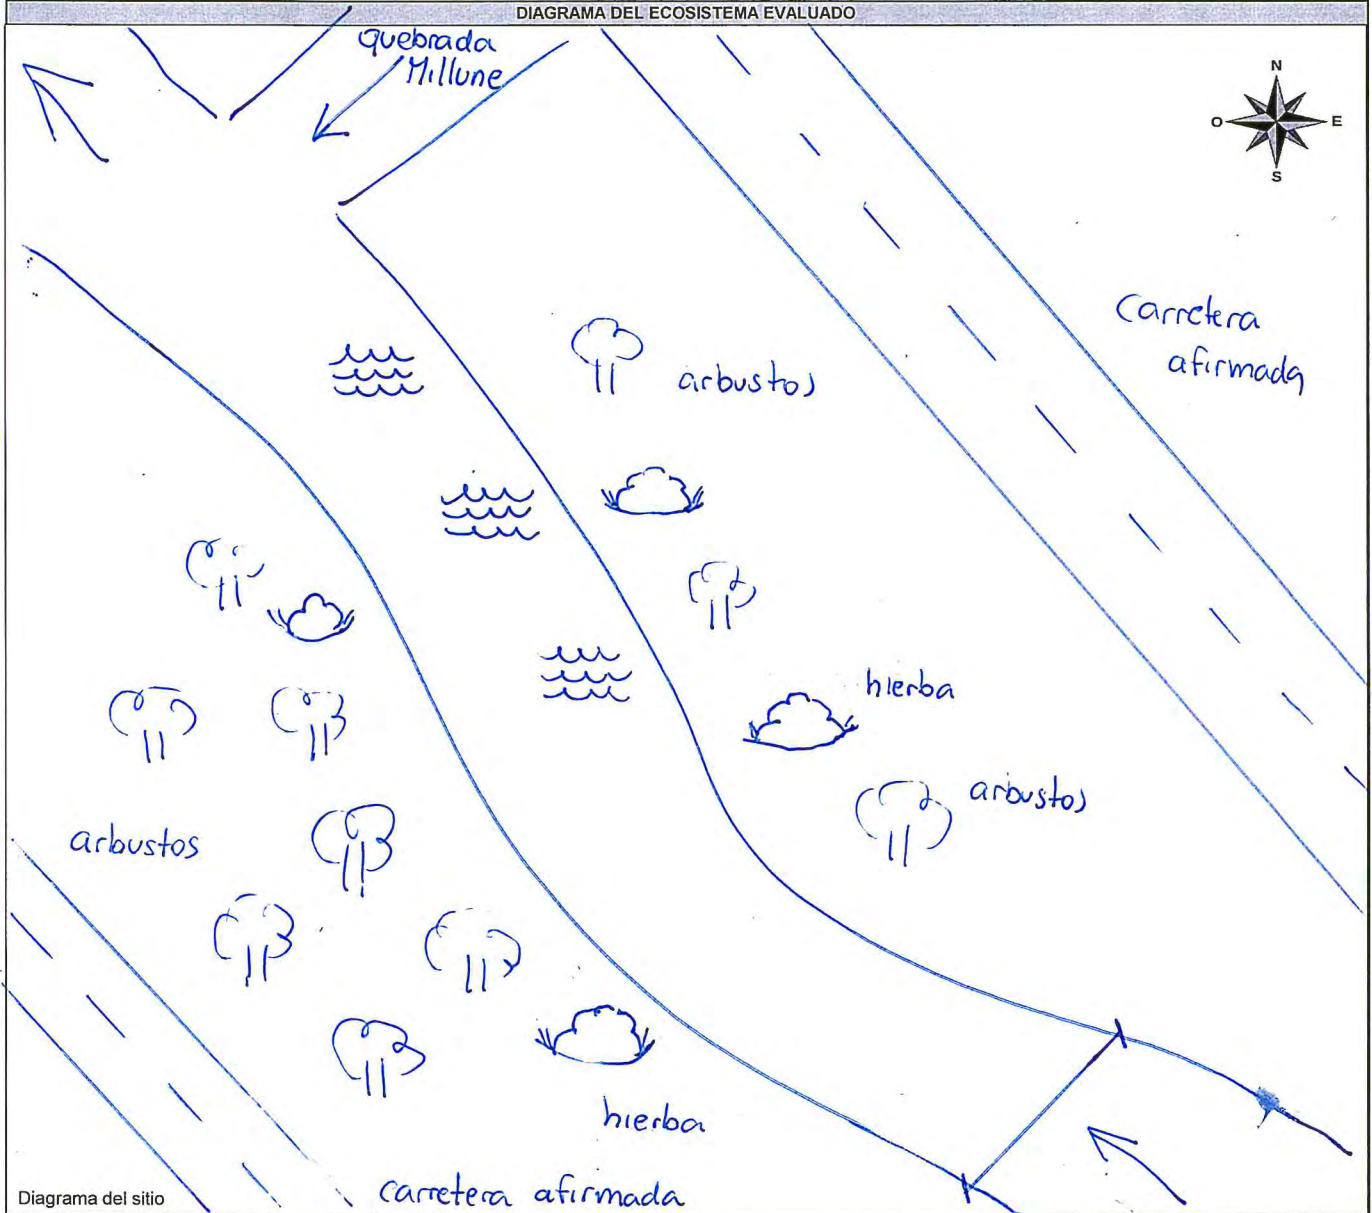 DIAGRAMA DEL ECOSISTEMA EVALUADO
quebrada
Millune
N
O
E
S
Carretera
afirmada
arbustos
hierba
arbustos
arbustos
hierba
carretera afirmada
Diagrama del sitio